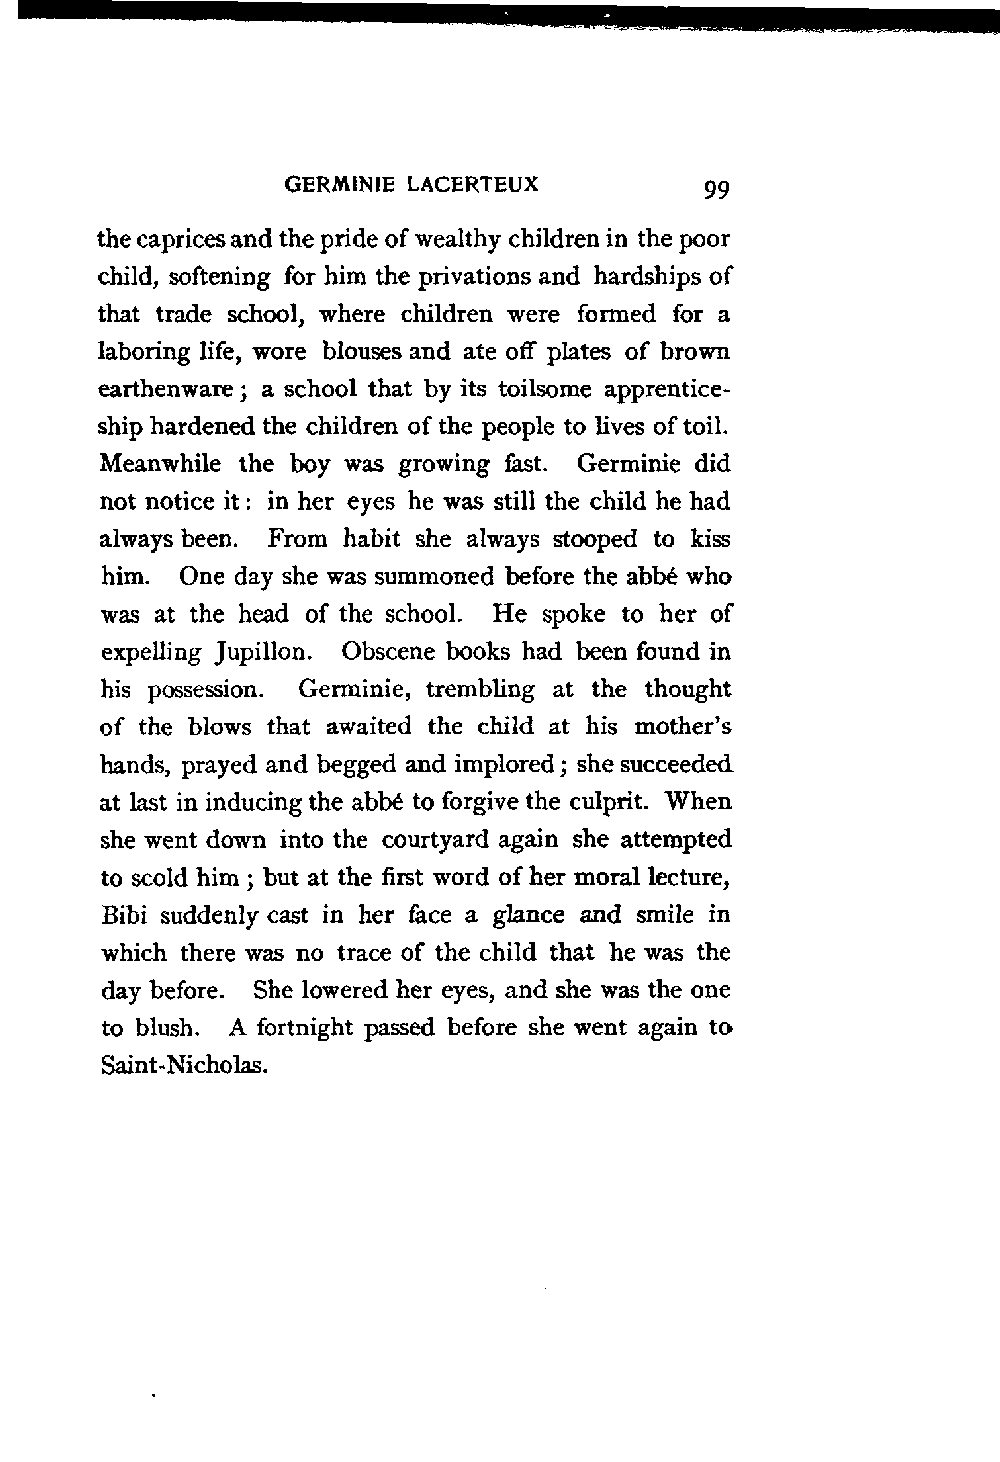 GERMINIE LACERTEUX 99
the caprices and the pride of wealthy children in the poor
child, softening for him the privations and hardships of
that trade school, where children were formed for a
laboring life, wore blouses and ate off plates of brown
earthenware ; a school that by its toilsome apprentice-
ship hardened the children of the people to lives of toil.
Meanwhile the boy was growing fast. Germinie did
not notice it : in her eyes he was still the child he had
always been. From habit she always stooped to kiss
him. One day she was summoned before the abbé who
was at the head of the school. He spoke to her of
expelling Jupillon. Obscene books had been found in
his possession. Germinie, trembling at the thought
of the blows that awaited the child at his mother's
hands, prayed and begged and implored ; she succeeded
at last in inducing the abbé to forgive the culprit. When
she went down into the courtyard again she attempted
to scold him ; but at the first word of her moral lecture,
Bibi suddenly cast in her face a glance and smile in
which there was no trace of the child that he was the
day before. She lowered her eyes, and she was the one
to blush. A fortnight passed before she went again to
Saint-Nicholas.